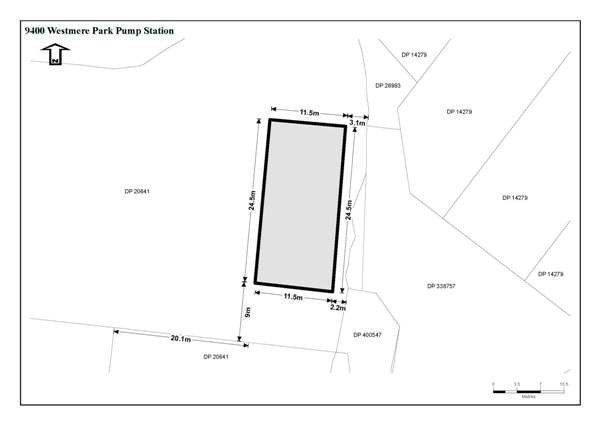 9400 Westmere Park Pump Station
N
DP 14279
DP 28993
11.5m
3.1m
DP 14279
24.5m
24.5m
DP 20641
DP 14279
DP 14279
DP 338757
11.5m
2.2m
9m
20.1m
DP 400547
DP 20641
0 3.5 7 10.5
Metres